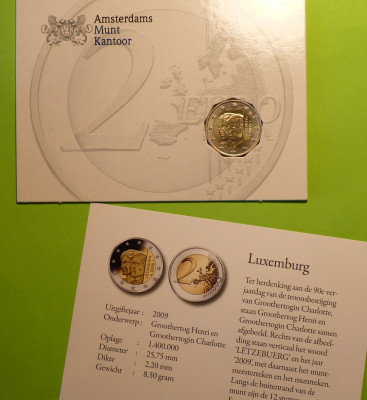 Amsterdams
Munt
Kantoor
2 EURO
Luxemburg
Uitgiftejaar : 2009
Onderwerp : Groothertog Henri en
Groothertogin Charlotte
Oplage : 1.400.000
Diameter : 25,75 mm
Dikte : 2,20 mm
Gewicht : 8,50 gram
Ter herdenking aan de 90e ver-
jaardag van de troonsbestijging
van Groothertogin Charlotte,
staan Groothertog Henri en
Groothertogin Charlotte samen
afgebeeld. Rechts van de afbeel-
ding staan verticaal het woord
'LËTZEBUERG' en het jaar
'2009', met daarnaast het munt-
meesterteken en het muntteken.
Langs de buitenrand van de
munt zijn de 12 sterren